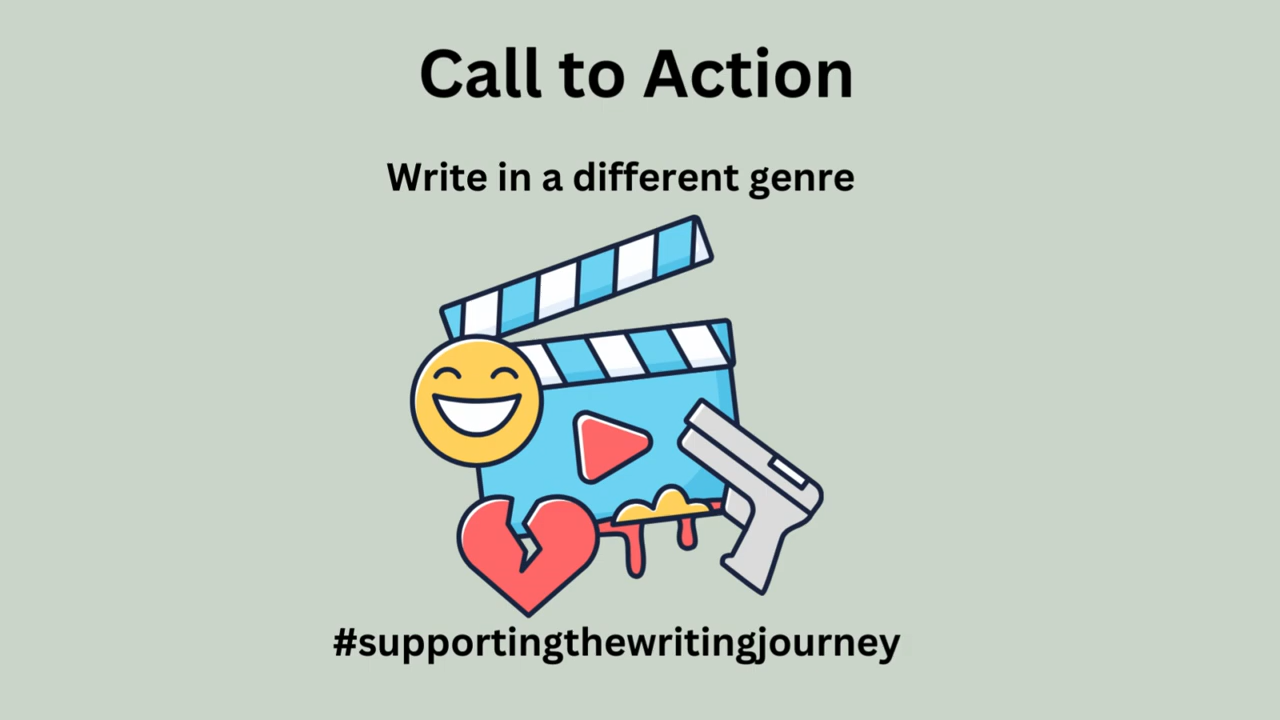 Call to Action
Write in a different genre
#supportingthewritingjourney